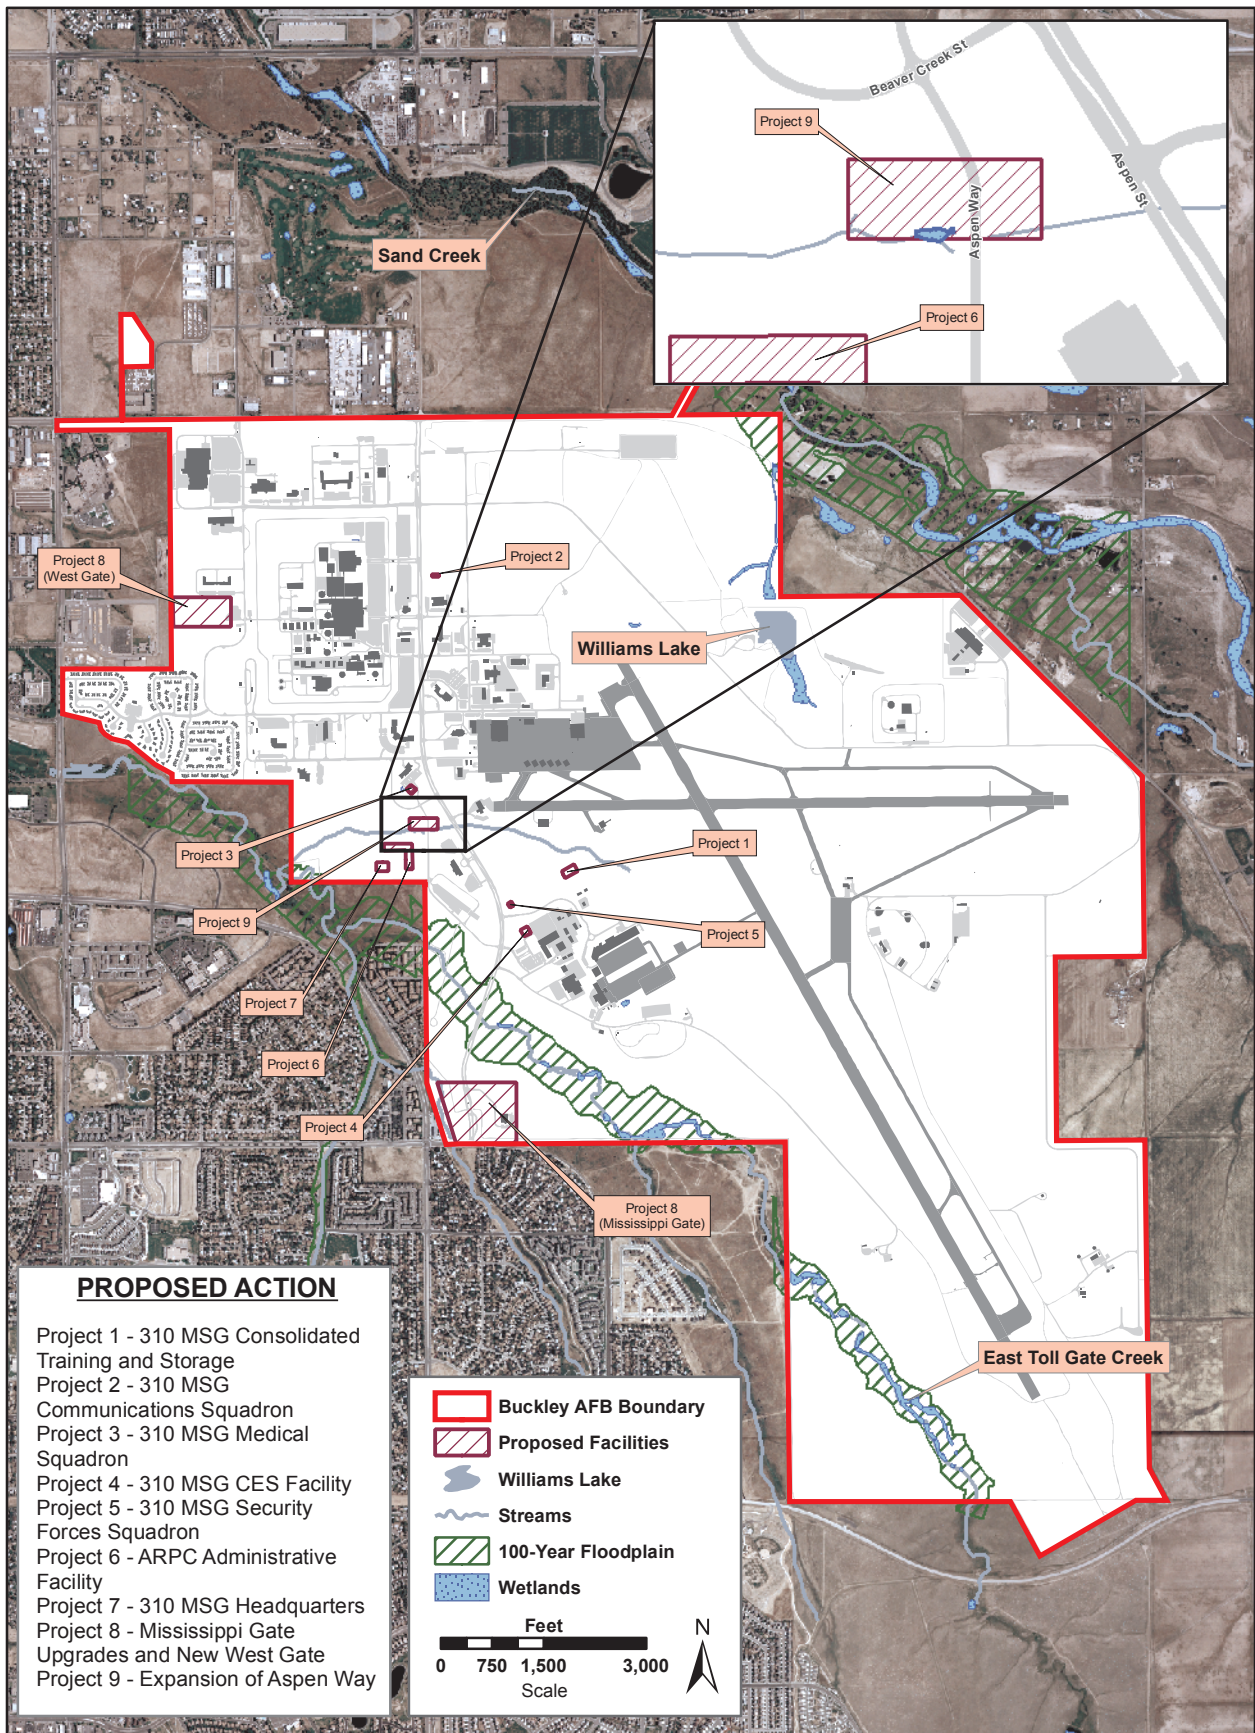 Beaver Creek St
Project 9
Aspen St
Aspen Way
Project 6
Sand Creek
Project 2
Project 8
(West Gate)
Williams Lake
Project 3
Project 1
Project 9
Project 5
Project 7
Project 6
Project 4
Project 8
(Mississippi Gate)
East Toll Gate Creek
PROPOSED ACTION
Project 1 - 310 MSG Consolidated
Training and Storage
Project 2 - 310 MSG
Communications Squadron
Project 3 - 310 MSG Medical
Squadron
Project 4 - 310 MSG CES Facility
Project 5 - 310 MSG Security
Forces Squadron
Project 6 - ARPC Administrative
Facility
Project 7 - 310 MSG Headquarters
Project 8 - Mississippi Gate
Upgrades and New West Gate
Project 9 - Expansion of Aspen Way
Buckley AFB Boundary
Proposed Facilities
Williams Lake
Streams
100-Year Floodplain
Wetlands
Feet
0 750 1,500 3,000
Scale
N